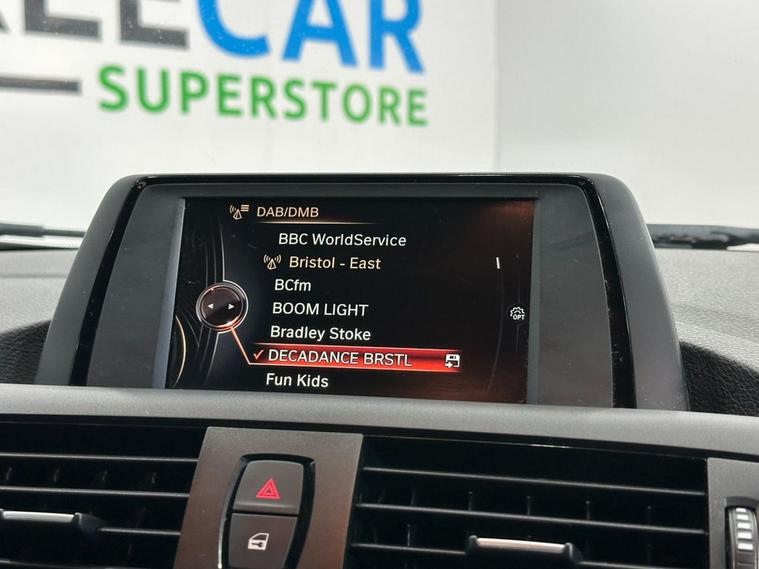 CAR
SUPERSTORE
DAB/DMB
BBC WorldService
Bristol - East
BCfm
BOOM LIGHT
Bradley Stoke
DECADANCE BRSTL
Fun Kids
OPT